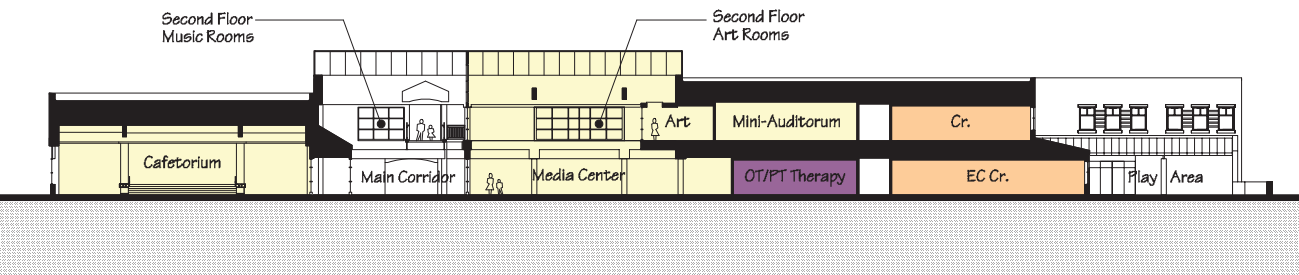 Second Floor
Music Rooms
Second Floor
Art Rooms
Art
Mini-Auditorium
Cr.
Cafetorium
Main Corridor
Media Center
OT/PT Therapy
EC Cr.
Play Area